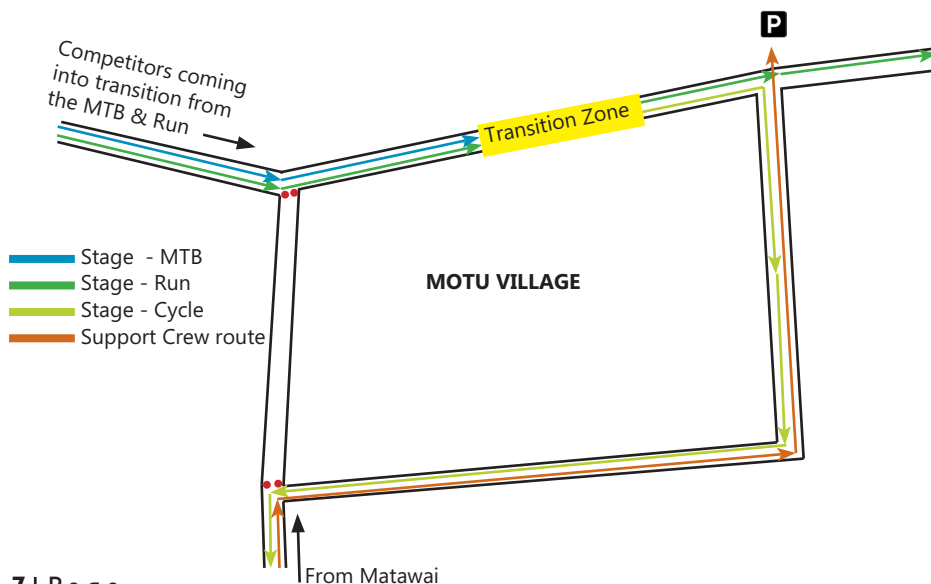 P
Competitors coming
into transition from
the MTB & Run
Transition Zone
Stage - MTB
Stage - Run
Stage - Cycle
Support Crew route
MOTU VILLAGE
From Matawai